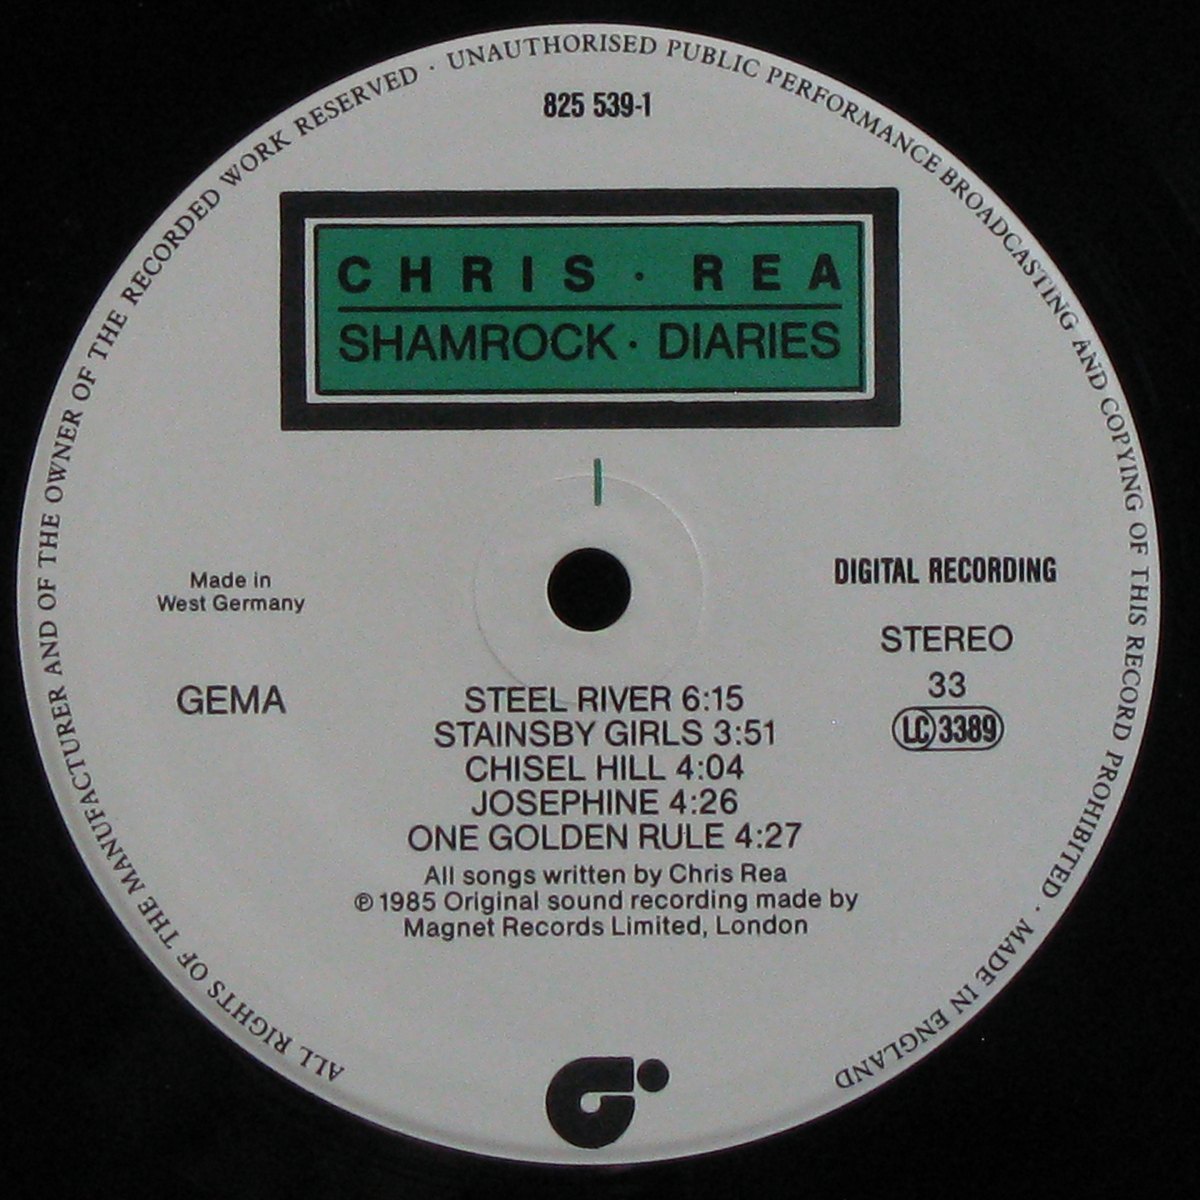 ALL RIGHTS OF THE MANUFACTURER AND OF THE OWNER OF THE RECORDED WORK RESERVED · UNAUTHORISED PUBLIC PERFORMANCE BROADCASTING AND COPYING OF THIS RECORD PROHIBITED · MADE IN ENGLAND
825 539-1
CHRIS · REA
SHAMROCK · DIARIES
Made in
West Germany
GEMA
DIGITAL RECORDING
STEREO
33
LC 3389
STEEL RIVER 6:15
STAINSBY GIRLS 3:51
CHISEL HILL 4:04
JOSEPHINE 4:26
ONE GOLDEN RULE 4:27
All songs written by Chris Rea
℗ 1985 Original sound recording made by
Magnet Records Limited, London